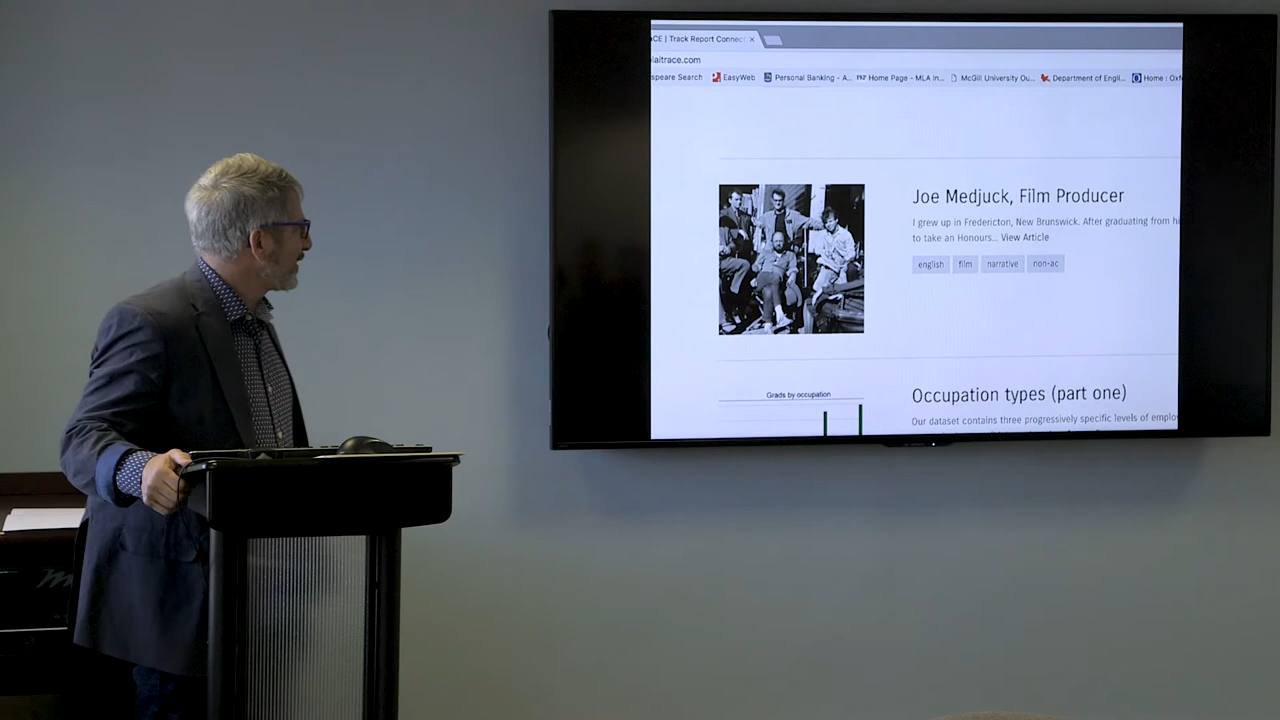 CE | Track Report Connec
laitrace.com
speare Search EasyWeb Personal Banking - A... Home Page - MLA In... McGill University Ou... Department of Engli... Home : Oxf
Joe Medjuck, Film Producer
I grew up in Fredericton, New Brunswick. After graduating from h
to take an Honours... View Article
english film narrative non-ac
Grads by occupation
Occupation types (part one)
Our dataset contains three progressively specific levels of emplo